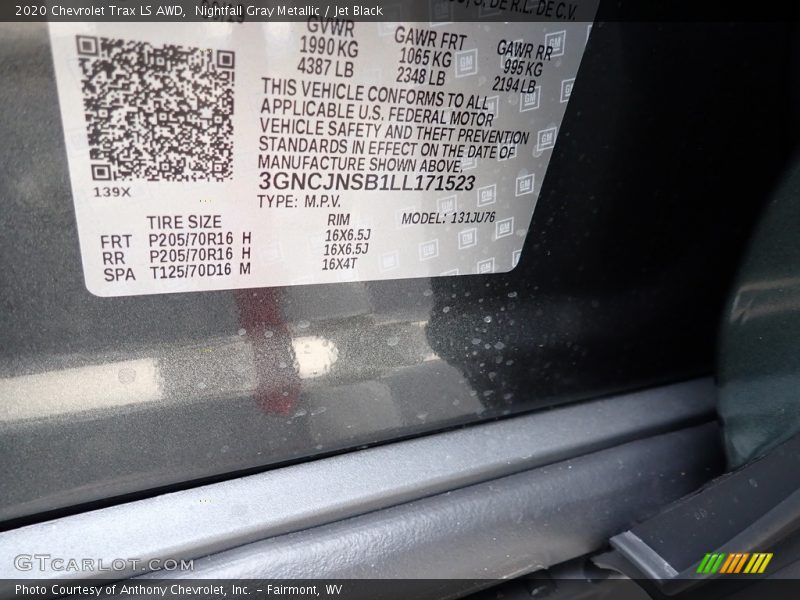 2020 Chevrolet Trax LS AWD, Nightfall Gray Metallic / Jet Black
DE R.L. DE C.V.
GVWR GAWR FRT GAWR RR
1990 KG 1065 KG 995 KG
4387 LB 2348 LB 2194 LB
THIS VEHICLE CONFORMS TO ALL
APPLICABLE U.S. FEDERAL MOTOR
VEHICLE SAFETY AND THEFT PREVENTION
STANDARDS IN EFFECT ON THE DATE OF
MANUFACTURE SHOWN ABOVE.
139X
3GNCJNSB1LL171523
TYPE: M.P.V.
TIRE SIZE RIM MODEL: 131JU76
FRT P205/70R16 H 16X6.5J
RR P205/70R16 H 16X6.5J
SPA T125/70D16 M 16X4T
GTCarLot.com
Photo Courtesy of Anthony Chevrolet, Inc. – Fairmont, WV